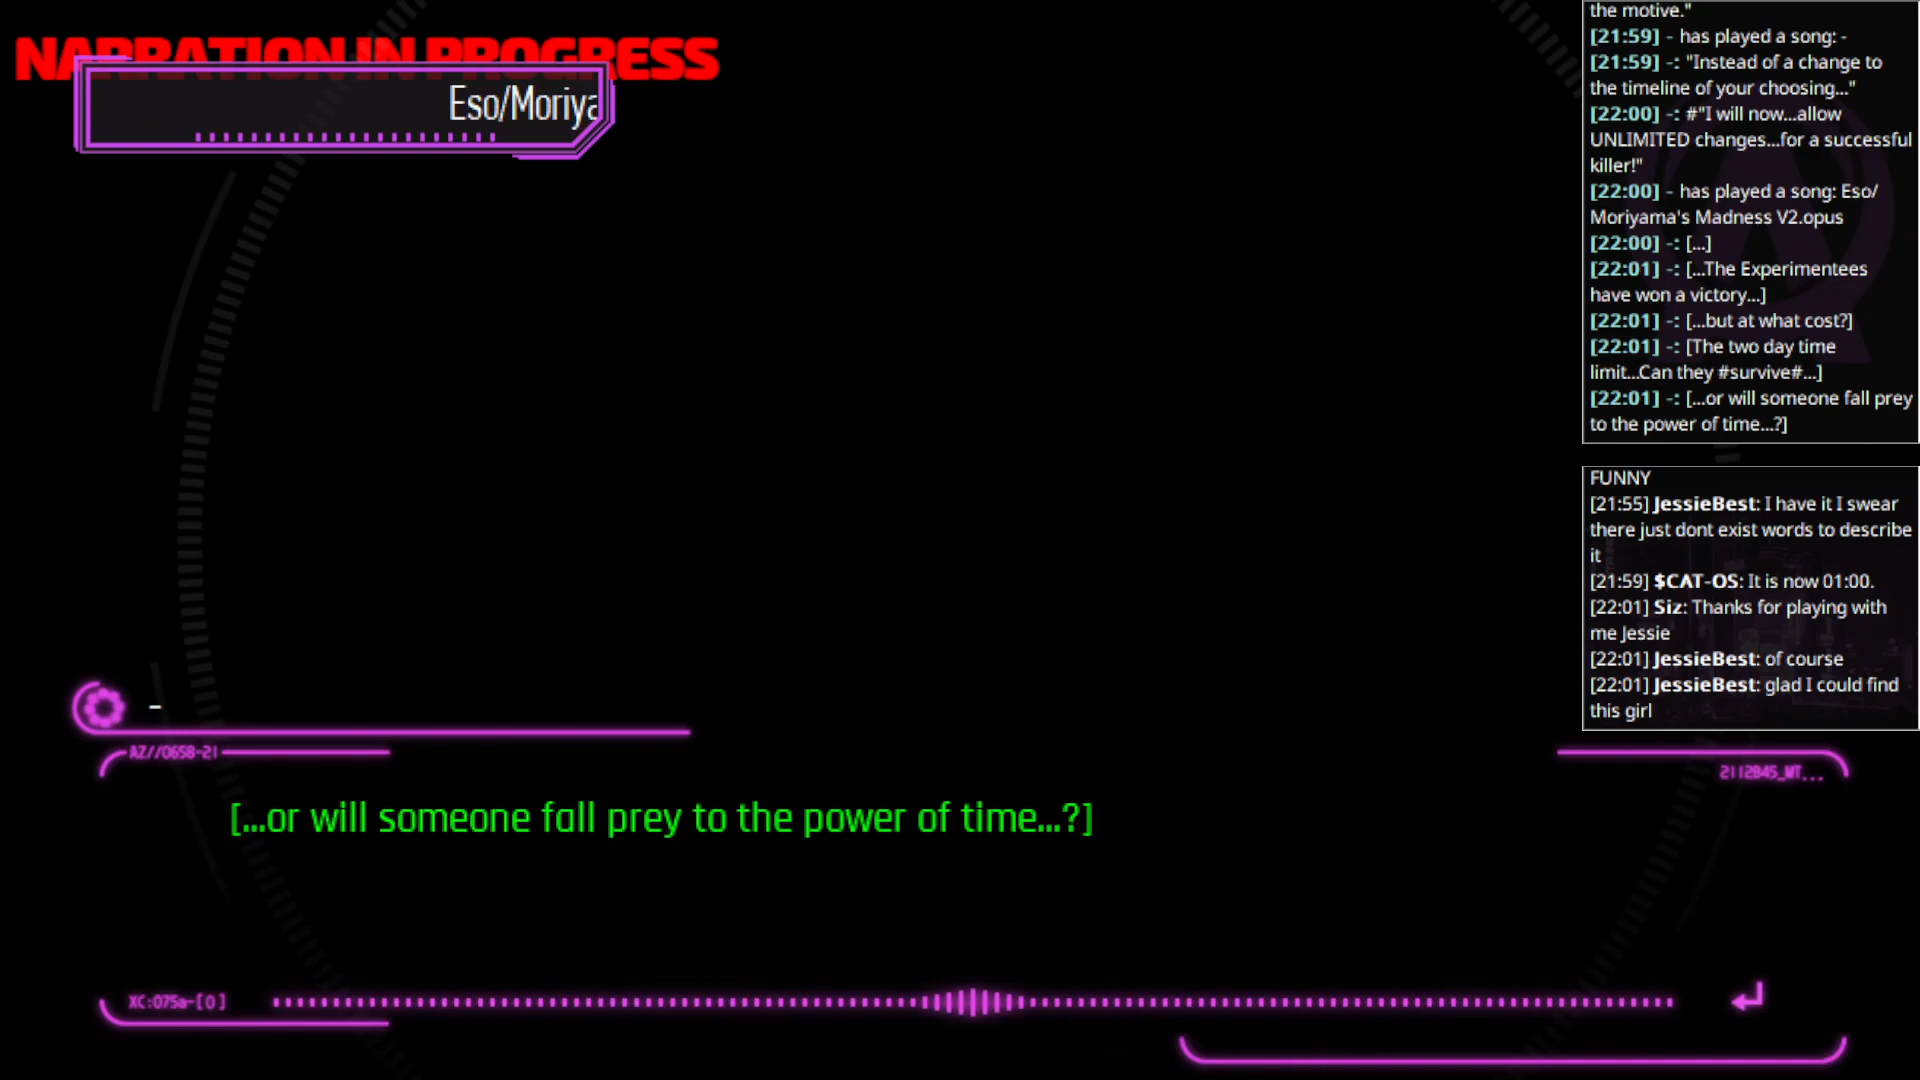 NARRATION IN PROGRESS
Eso/Moriya
the motive."
[21:59] - has played a song: -
[21:59] -: "Instead of a change to
the timeline of your choosing..."
[22:00] -: #"I will now...allow
UNLIMITED changes...for a successful
killer!"
[22:00] - has played a song: Eso/
Moriyama's Madness V2.opus
[22:00] -: [...]
[22:01] -: [...The Experimentees
have won a victory...]
[22:01] -: [...but at what cost?]
[22:01] -: [The two day time
limit...Can they #survive#...]
[22:01] -: [...or will someone fall prey
to the power of time...?]
FUNNY
[21:55] JessieBest: I have it I swear
there just dont exist words to describe
it
[21:59] $CAT-OS: It is now 01:00.
[22:01] Siz: Thanks for playing with
me Jessie
[22:01] JessieBest: of course
[22:01] JessieBest: glad I could find
this girl
-
AZ//0658-21
2112845_WT...
[...or will someone fall prey to the power of time...?]
XC:075a-[0]